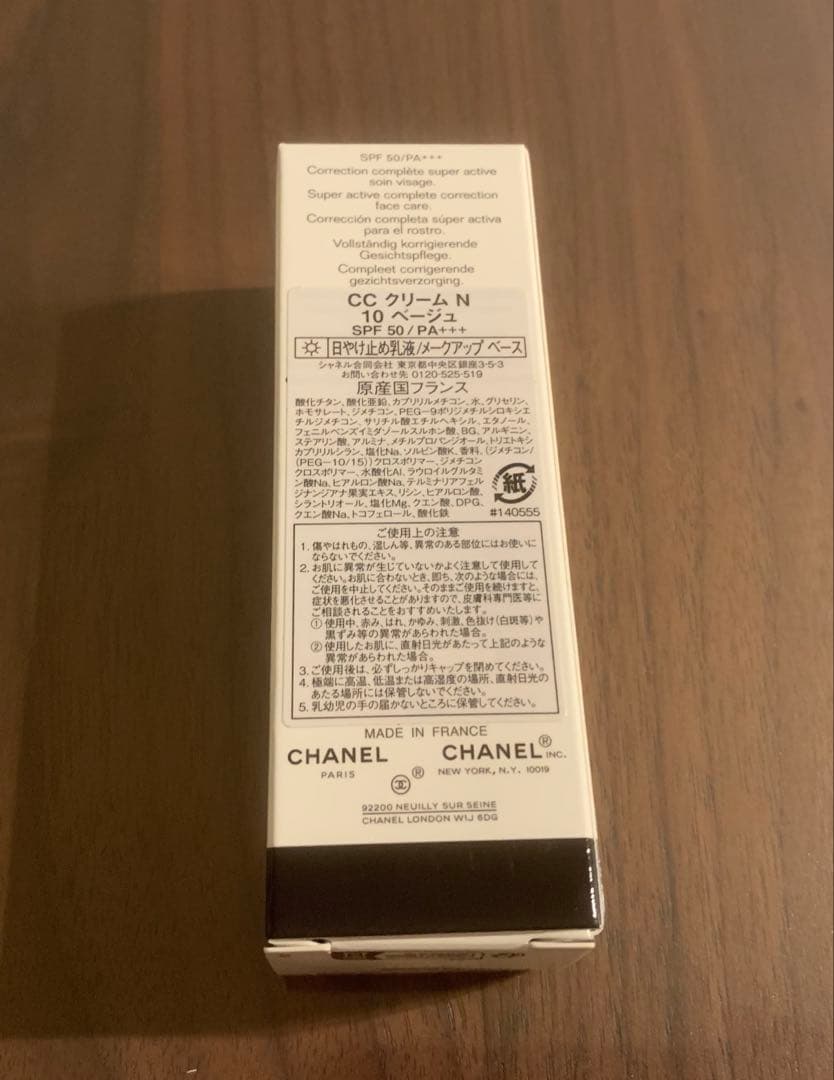 SPF 50/PA+++
Correction complète super active
soin visage.
Super active complete correction
face care.
Corrección completa súper activa
para el rostro.
Vollständig korrigierende
Gesichtspflege.
Compleet corrigerende
gezichtsverzorging.
CC クリーム N
10 ベージュ
SPF 50/PA+++
日やけ止め乳液/メークアップ ベース
シャネル合同会社 東京都中央区銀座3-5-3
お問い合わせ先 0120-525-519
原産国フランス
酸化チタン、酸化亜鉛、カプリリルメチコン、水、グリセリン、
ホモサレート、ジメチコン、PEG-9ポリジメチルシロキシエ
チルジメチコン、サリチル酸エチルヘキシル、エタノール、
フェニルベンズイミダゾールスルホン酸、BG、アルギニン、
ステアリン酸、アルミナ、メチルプロパンジオール、トリエトキシ
カプリリルシラン、塩化Na、ソルビン酸K、香料、(ジメチコン/
(PEG-10/15))クロスポリマー、ジメチコン
クロスポリマー、水酸化Al、ラウロイルグルタミ
ン酸Na、ヒアルロン酸Na、テルミナリアフェル
ジナンジアナ果実エキス、リシン、ヒアルロン酸、
シラントリオール、塩化Mg、クエン酸、DPG、
クエン酸Na、トコフェロール、酸化鉄
紙
#140555
ご使用上の注意
1. 傷やはれもの、湿しん等、異常のある部位にはお使いに
ならないでください。
2. お肌に異常が生じていないかよく注意して使用して
ください。お肌に合わないとき、即ち、次のような場合には、
ご使用を中止してください。そのままご使用を続けますと、
症状を悪化させることがありますので、皮膚科専門医等に
ご相談されることをおすすめいたします。
① 使用中、赤み、はれ、かゆみ、刺激、色抜け(白斑等)や
黒ずみ等の異常があらわれた場合。
② 使用したお肌に、直射日光があたって上記のような
異常があらわれた場合。
3. ご使用後は、必ずしっかりキャップを閉めてください。
4. 極端に高温、低温または高湿度の場所、直射日光の
あたる場所には保管しないでください。
5. 乳幼児の手の届かないところに保管してください。
MADE IN FRANCE
CHANEL CHANEL® INC.
PARIS ® NEW YORK, N.Y. 10019
92200 NEUILLY SUR SEINE
CHANEL LONDON W1J 6DG